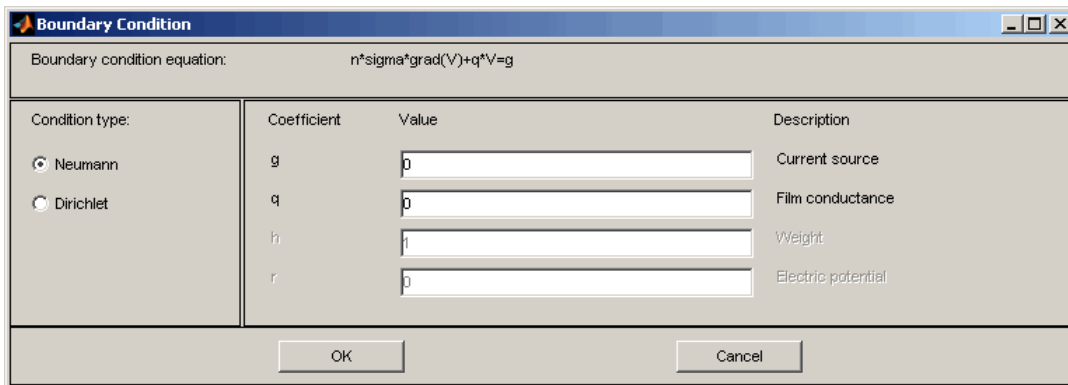 Boundary Condition
Boundary condition equation: n*sigma*grad(V)+q*V=g
Condition type:
Neumann
Dirichlet
Coefficient Value Description
g 0 Current source
q 0 Film conductance
h 1 Weight
r 0 Electric potential
OK Cancel